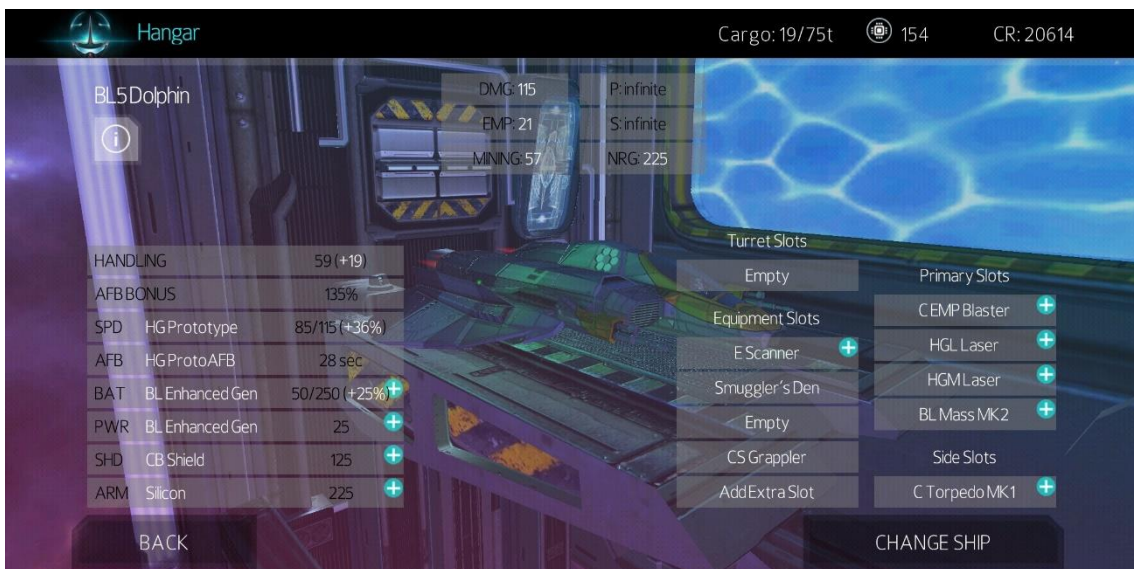 Hangar
Cargo: 19/75t
154
CR: 20614
BL5 Dolphin
i
DMG: 115
P: infinite
EMP: 21
S: infinite
MINING: 57
NRG: 225
HANDLING 59 (+19)
AFB BONUS 135%
SPD HG Prototype 85/115 (+36%)
AFB HG Proto AFB 28 sec
BAT BL Enhanced Gen 50/250 (+25%)
PWR BL Enhanced Gen 25
SHD CB Shield 125
ARM Silicon 225
Turret Slots
Empty
Equipment Slots
E Scanner
Smuggler's Den
Empty
CS Grappler
Add Extra Slot
Primary Slots
C EMP Blaster
HGL Laser
HGM Laser
BL Mass MK2
Side Slots
C Torpedo MK1
BACK
CHANGE SHIP